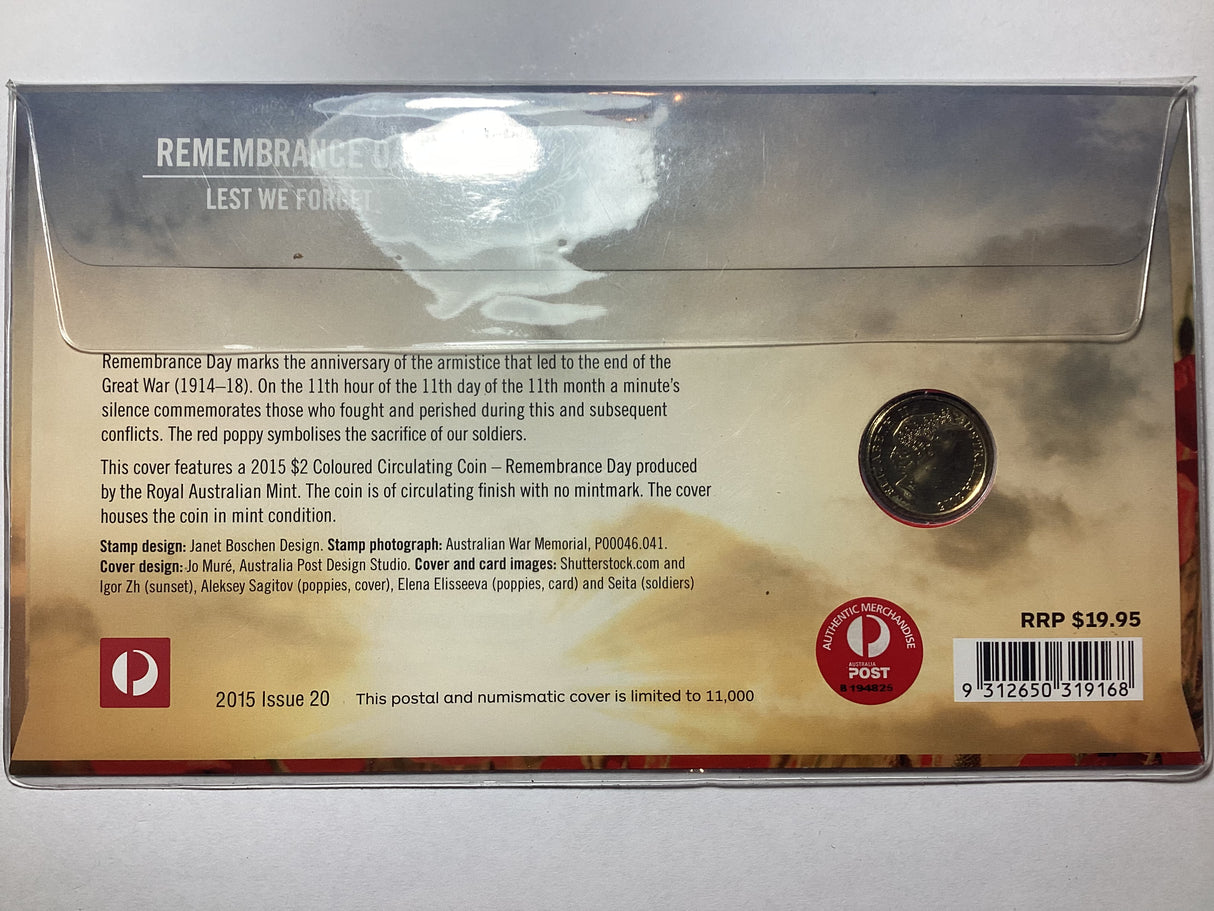 REMEMBRANCE
LEST WE FORGET
Remembrance Day marks the anniversary of the armistice that led to the end of the
Great War (1914–18). On the 11th hour of the 11th day of the 11th month a minute's
silence commemorates those who fought and perished during this and subsequent
conflicts. The red poppy symbolises the sacrifice of our soldiers.
This cover features a 2015 $2 Coloured Circulating Coin – Remembrance Day produced
by the Royal Australian Mint. The coin is of circulating finish with no mintmark. The cover
houses the coin in mint condition.
Stamp design: Janet Boschen Design. Stamp photograph: Australian War Memorial, P00046.041.
Cover design: Jo Muré, Australia Post Design Studio. Cover and card images: Shutterstock.com and
Igor Zh (sunset), Aleksey Sagitov (poppies, cover), Elena Elisseeva (poppies, card) and Seita (soldiers)
2015 Issue 20
This postal and numismatic cover is limited to 11,000
AUTHENTIC MERCHANDISE
AUSTRALIA
POST
B 194825
RRP $19.95
9 312650 319168